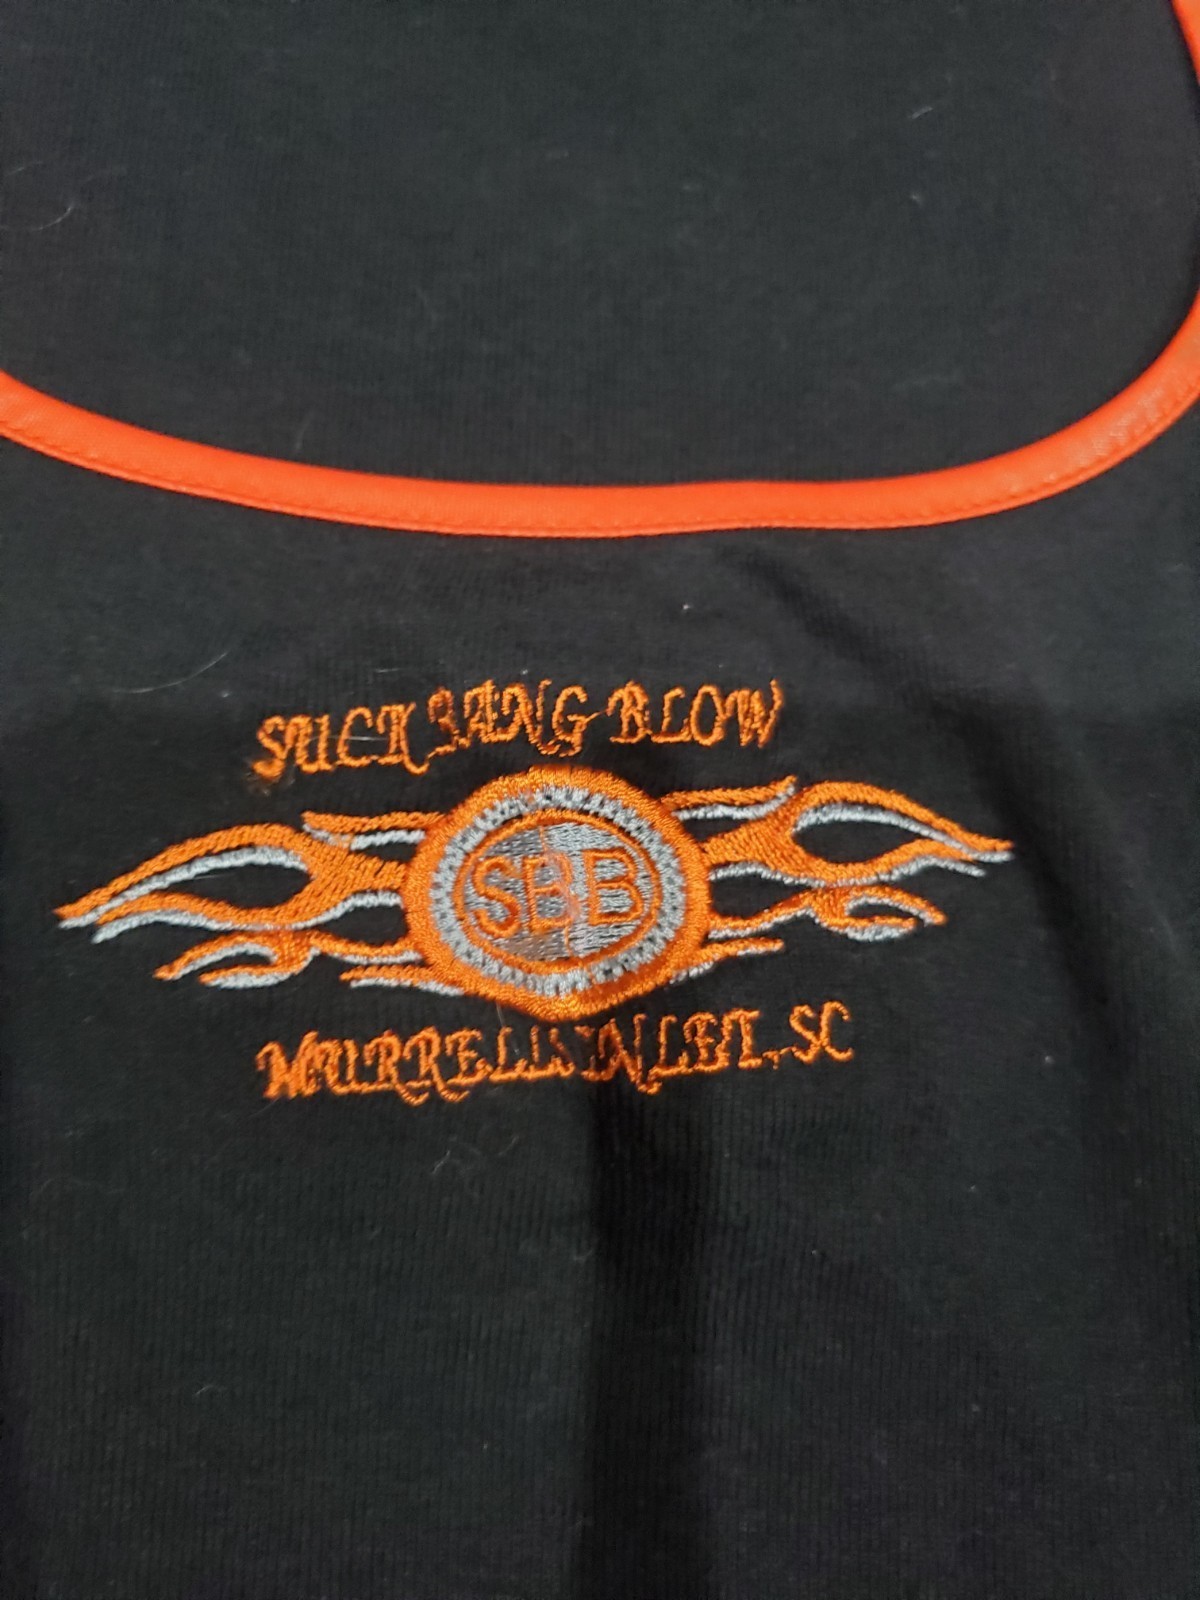 SUCK BANG BLOW
SBB
MURRELLS INLET, SC